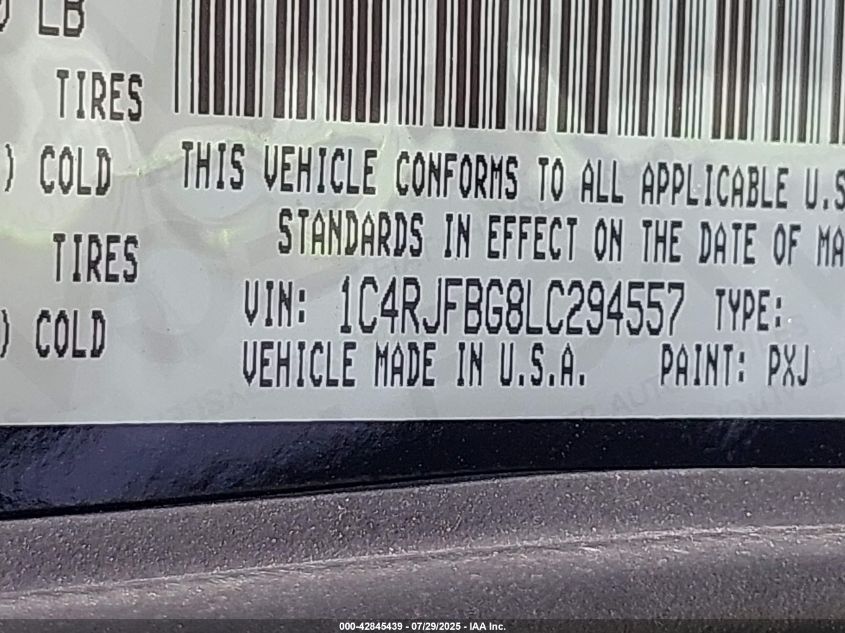 LB
TIRES
) COLD
TIRES
) COLD
THIS VEHICLE CONFORMS TO ALL APPLICABLE U.S
STANDARDS IN EFFECT ON THE DATE OF MA
VIN: 1C4RJFBG8LC294557 TYPE:
VEHICLE MADE IN U.S.A. PAINT: PXJ
000-42845439 - 07/29/2025 - IAA Inc.